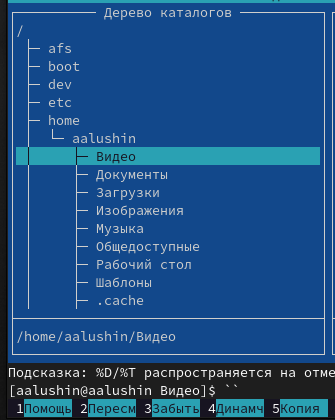 Дерево каталогов
/
afs
boot
dev
etc
home
aalushin
Видео
Документы
Загрузки
Изображения
Музыка
Общедоступные
Рабочий стол
Шаблоны
.cache
/home/aalushin/Видео
Подсказка: %D/%T распространяется на отме
[aalushin@aalushin Видео]$ ``
1Помощь 2Пересм 3Забыть 4Динамч 5Копия